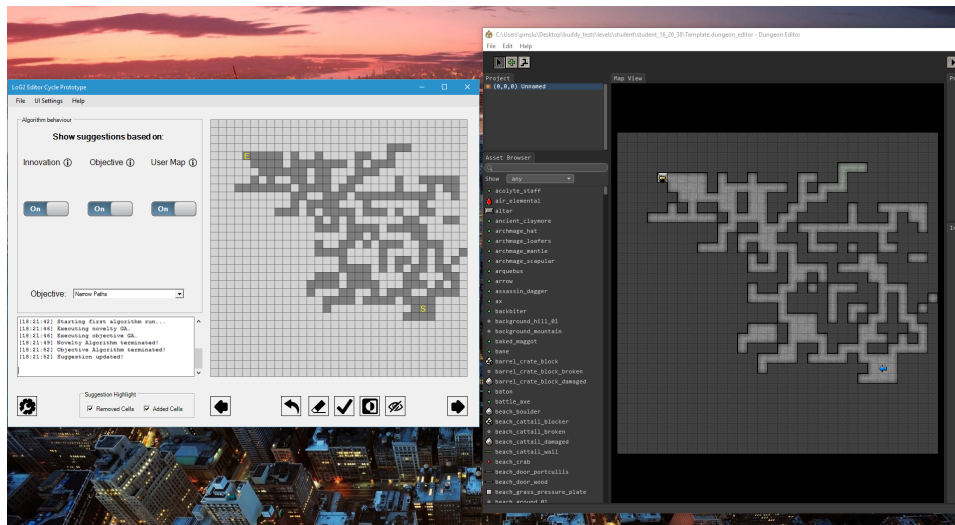 LoG2 Editor Cycle Prototype
File UI Settings Help
Algorithm behaviour
Show suggestions based on:
Innovation Objective User Map
On On On
Objective: Narrow Paths
[18:21:42] Starting first algorithm run...
[18:21:46] Executing novelty GA.
[18:21:46] Executing objective GA.
[18:21:49] Novelty Algorithm terminated!
[18:21:52] Objective Algorithm terminated!
[18:21:52] Suggestion updated!
Suggestion Highlight
Removed Cells Added Cells
E
S
C:\Users\pmolu\Desktop\buddy_tests\levels\student\student_16_20_38\Template.dungeon_editor - Dungeon Editor
File Edit Help
Project
(0,0,0) Unnamed
Asset Browser
Show any
acolyte_staff
air_elemental
altar
ancient_claymore
archmage_hat
archmage_loafers
archmage_mantle
archmage_scapular
arquebus
arrow
assassin_dagger
ax
backbiter
background_hill_01
background_mountain
baked_maggot
bane
barrel_crate_block
barrel_crate_block_broken
barrel_crate_block_damaged
baton
battle_axe
beach_boulder
beach_cattail_blocker
beach_cattail_broken
beach_cattail_damaged
beach_cattail_wall
beach_crab
beach_door_portcullis
beach_door_wood
beach_grass_pressure_plate
beach_ground_01
Map View